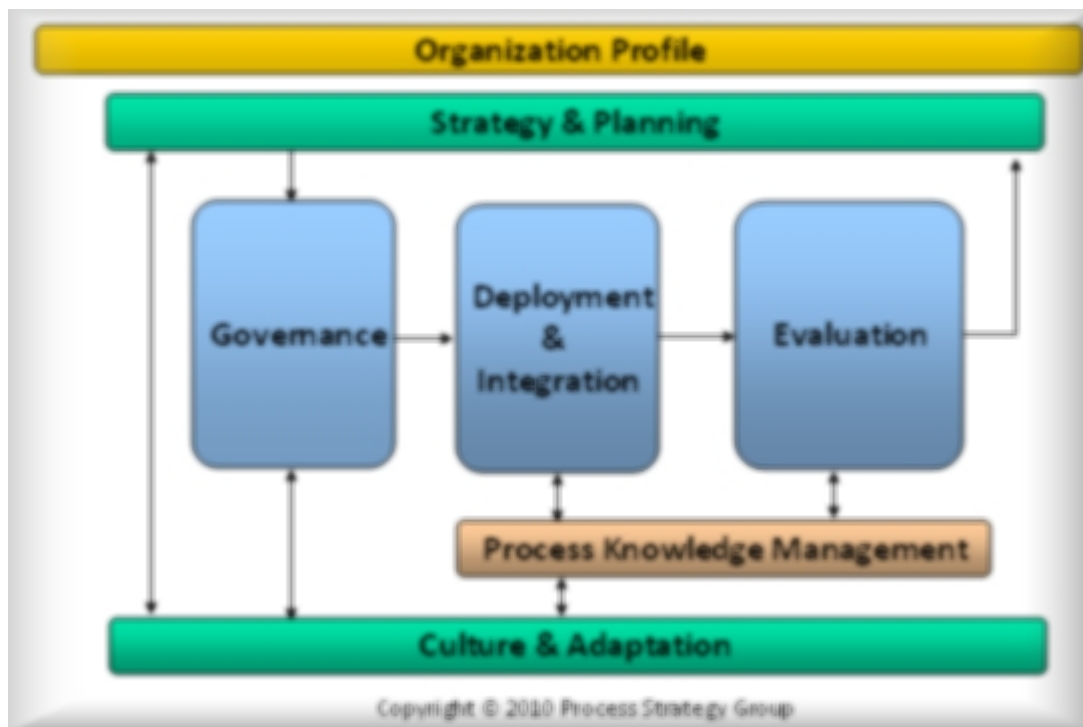 Organization Profile
Strategy & Planning
Governance
Deployment
&
Integration
Evaluation
Process Knowledge Management
Culture & Adaptation
Copyright © 2010 Process Strategy Group